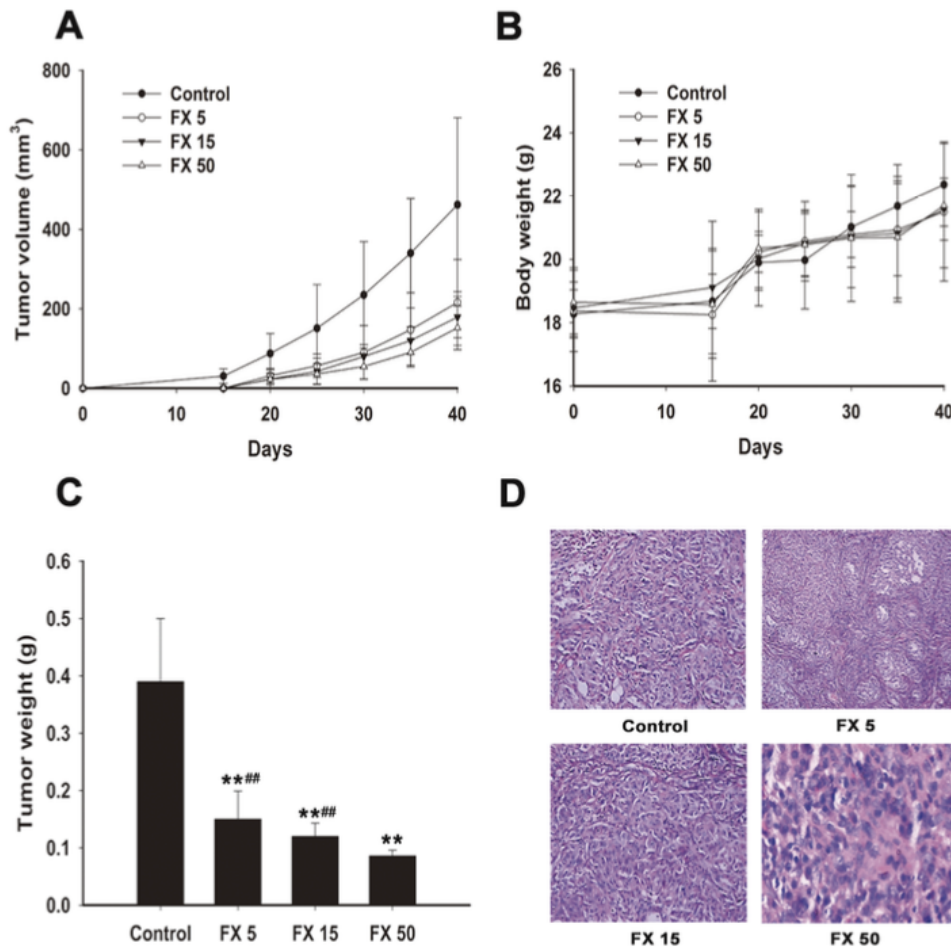 A
Tumor volume (mm³)
800
600
400
200
0
Control
FX 5
FX 15
FX 50
0
10
20
30
40
Days
B
Body weight (g)
26
24
22
20
18
16
Control
FX 5
FX 15
FX 50
0
10
20
30
40
Days
C
Tumor weight (g)
0.6
0.5
0.4
0.3
0.2
0.1
0.0
**##
**##
**
Control
FX 5
FX 15
FX 50
D
Control
FX 5
FX 15
FX 50